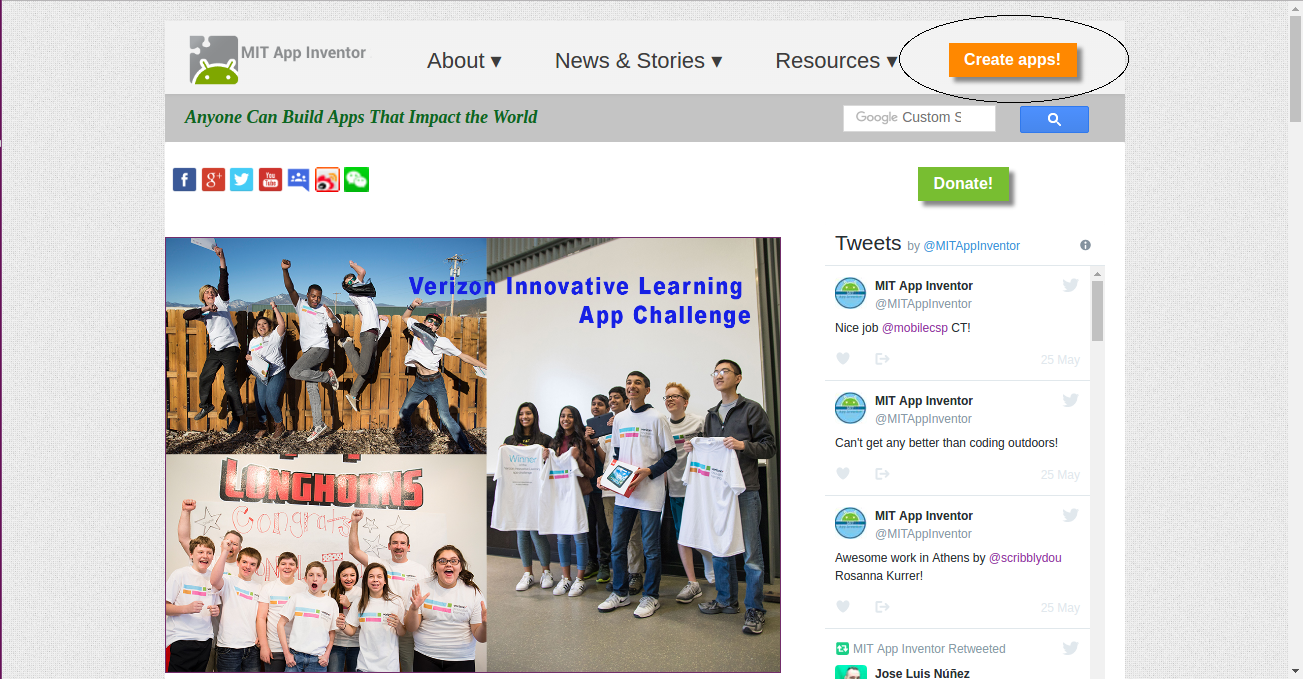 MIT App Inventor
About ▾
News & Stories ▾
Resources ▾
Create apps!
Anyone Can Build Apps That Impact the World
Google Custom S
Donate!
Verizon Innovative Learning
App Challenge
LONGHORNS
Congrats
Winner
Tweets by @MITAppInventor
MIT App Inventor
@MITAppInventor
Nice job @mobilecsp CT!
25 May
MIT App Inventor
@MITAppInventor
Can't get any better than coding outdoors!
25 May
MIT App Inventor
@MITAppInventor
Awesome work in Athens by @scribblydou
Rosanna Kurrer!
25 May
MIT App Inventor Retweeted
Jose Luis Núñez